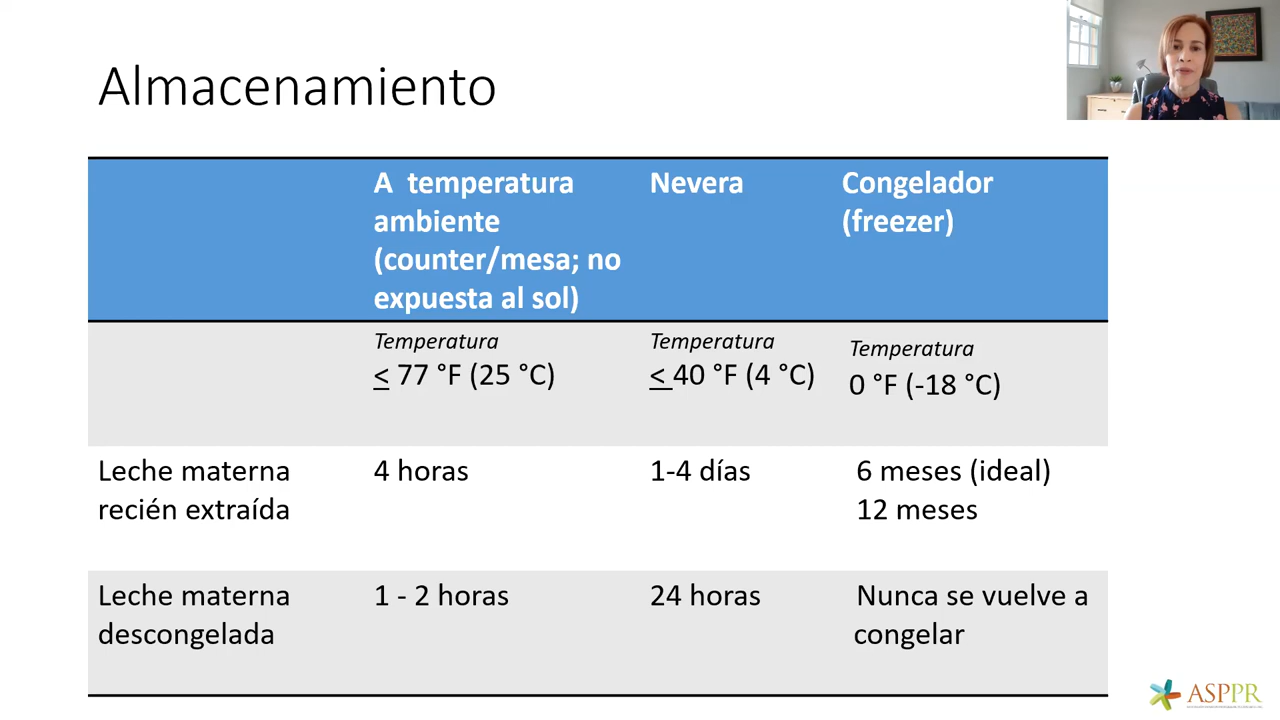 Almacenamiento
A temperatura
ambiente
(counter/mesa; no
expuesta al sol)
Nevera
Congelador
(freezer)
Temperatura
≤ 77 °F (25 °C)
Temperatura
≤ 40 °F (4 °C)
Temperatura
0 °F (-18 °C)
Leche materna
recién extraída
4 horas
1-4 días
6 meses (ideal)
12 meses
Leche materna
descongelada
1 - 2 horas
24 horas
Nunca se vuelve a
congelar
ASPPR